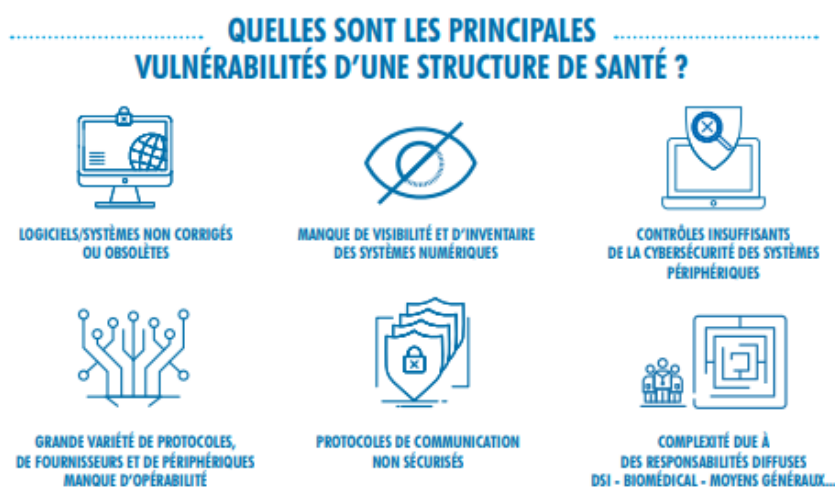 QUELLES SONT LES PRINCIPALES
VULNÉRABILITÉS D'UNE STRUCTURE DE SANTÉ ?
LOGICIELS/SYSTÈMES NON CORRIGÉS
OU OBSOLÈTES
MANQUE DE VISIBILITÉ ET D'INVENTAIRE
DES SYSTÈMES NUMÉRIQUES
CONTRÔLES INSUFFISANTS
DE LA CYBERSÉCURITÉ DES SYSTÈMES
PÉRIPHÉRIQUES
GRANDE VARIÉTÉ DE PROTOCOLES,
DE FOURNISSEURS ET DE PÉRIPHÉRIQUES
MANQUE D'OPÉRABILITÉ
PROTOCOLES DE COMMUNICATION
NON SÉCURISÉS
COMPLEXITÉ DUE À
DES RESPONSABILITÉS DIFFUSES
DSI - BIOMÉDICAL - MOYENS GÉNÉRAUX...